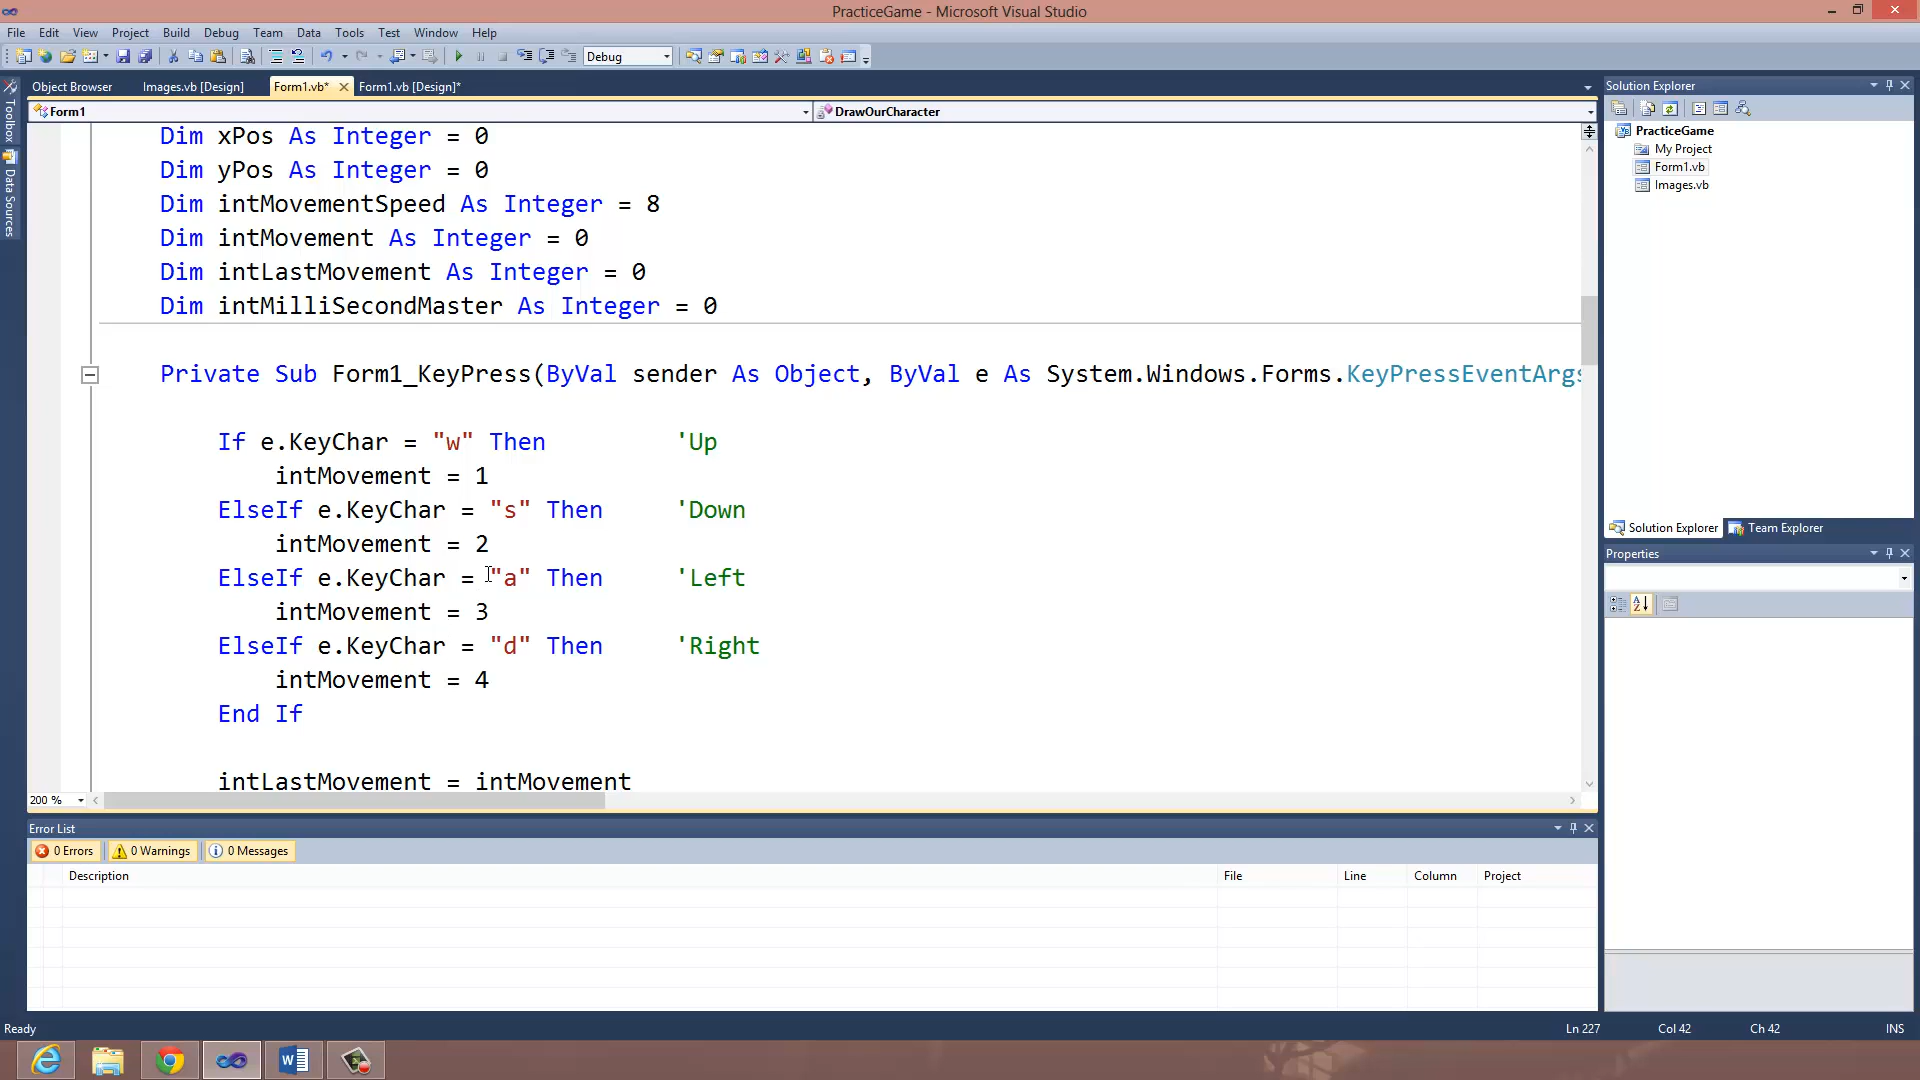 PracticeGame - Microsoft Visual Studio
File Edit View Project Build Debug Team Data Tools Test Window Help
Debug
Object Browser Images.vb [Design] Form1.vb* Form1.vb [Design]*
Form1 DrawOurCharacter
Toolbox
Data Sources
Dim xPos As Integer = 0
Dim yPos As Integer = 0
Dim intMovementSpeed As Integer = 8
Dim intMovement As Integer = 0
Dim intLastMovement As Integer = 0
Dim intMilliSecondMaster As Integer = 0
Private Sub Form1_KeyPress(ByVal sender As Object, ByVal e As System.Windows.Forms.KeyPressEventArgs
If e.KeyChar = "w" Then 'Up
intMovement = 1
ElseIf e.KeyChar = "s" Then 'Down
intMovement = 2
ElseIf e.KeyChar = "a" Then 'Left
intMovement = 3
ElseIf e.KeyChar = "d" Then 'Right
intMovement = 4
End If
intLastMovement = intMovement
200 %
Solution Explorer
PracticeGame
My Project
Form1.vb
Images.vb
Solution Explorer Team Explorer
Properties
Error List
0 Errors 0 Warnings 0 Messages
Description File Line Column Project
Ready Ln 227 Col 42 Ch 42 INS